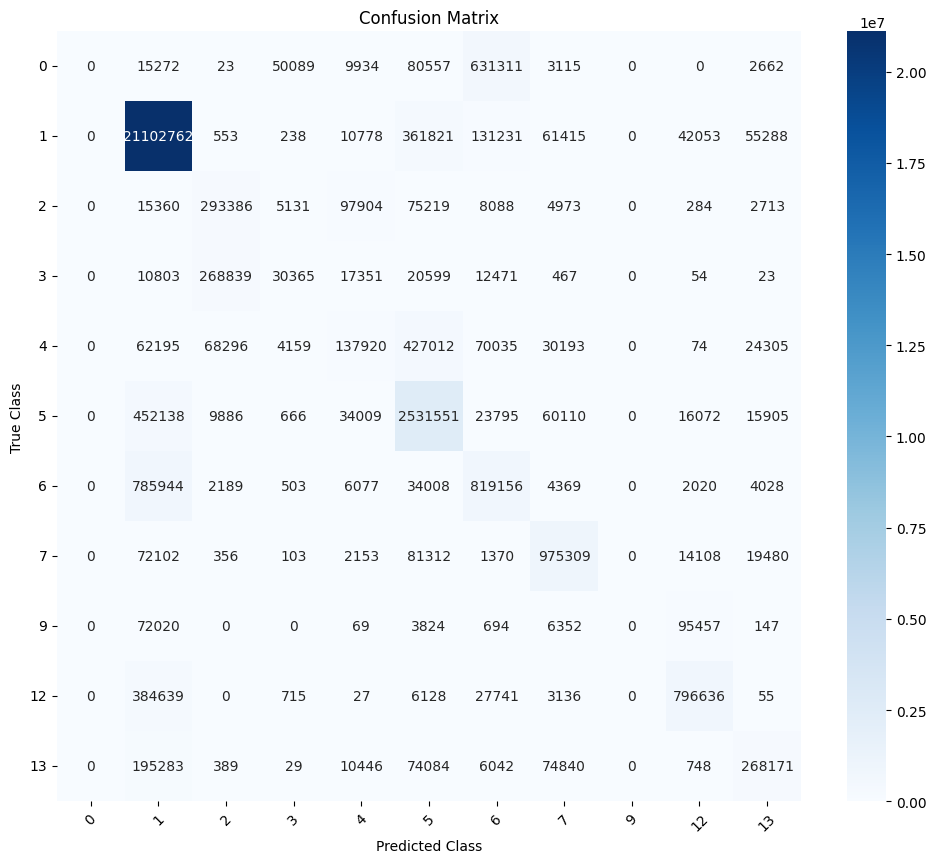 Confusion Matrix
1e7
0 0 15272 23 50089 9934 80557 631311 3115 0 0 2662
1 0 21102762 553 238 10778 361821 131231 61415 0 42053 55288
2 0 15360 293386 5131 97904 75219 8088 4973 0 284 2713
3 0 10803 268839 30365 17351 20599 12471 467 0 54 23
4 0 62195 68296 4159 137920 427012 70035 30193 0 74 24305
5 0 452138 9886 666 34009 2531551 23795 60110 0 16072 15905
6 0 785944 2189 503 6077 34008 819156 4369 0 2020 4028
7 0 72102 356 103 2153 81312 1370 975309 0 14108 19480
9 0 72020 0 0 69 3824 694 6352 0 95457 147
12 0 384639 0 715 27 6128 27741 3136 0 796636 55
13 0 195283 389 29 10446 74084 6042 74840 0 748 268171
0 1 2 3 4 5 6 7 9 12 13
Predicted Class
True Class
2.00
1.75
1.50
1.25
1.00
0.75
0.50
0.25
0.00